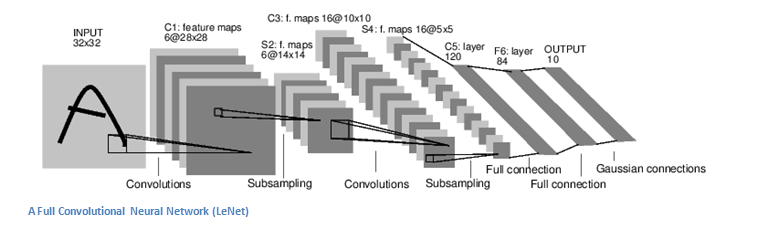 INPUT
32x32
C1: feature maps
6@28x28
S2: f. maps
6@14x14
C3: f. maps 16@10x10
S4: f. maps 16@5x5
C5: layer
120
F6: layer
84
OUTPUT
10
Convolutions
Subsampling
Convolutions
Subsampling
Full connection
Full connection
Gaussian connections
A
A Full Convolutional Neural Network (LeNet)